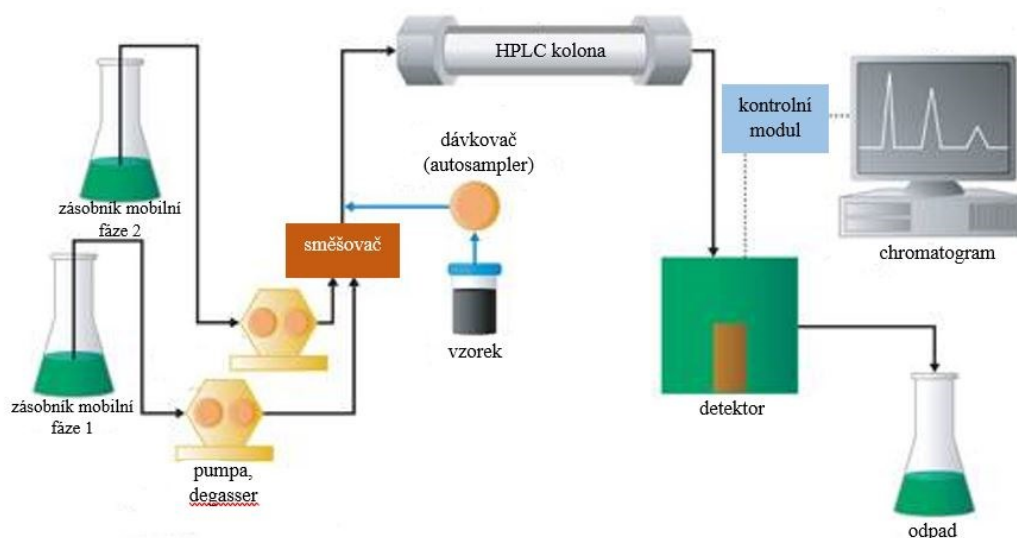 HPLC kolona
kontrolní
modul
dávkovač
(autosampler)
zásobník mobilní
fáze 2
směšovač
chromatogram
vzorek
zásobník mobilní
fáze 1
detektor
pumpa,
degasser
odpad